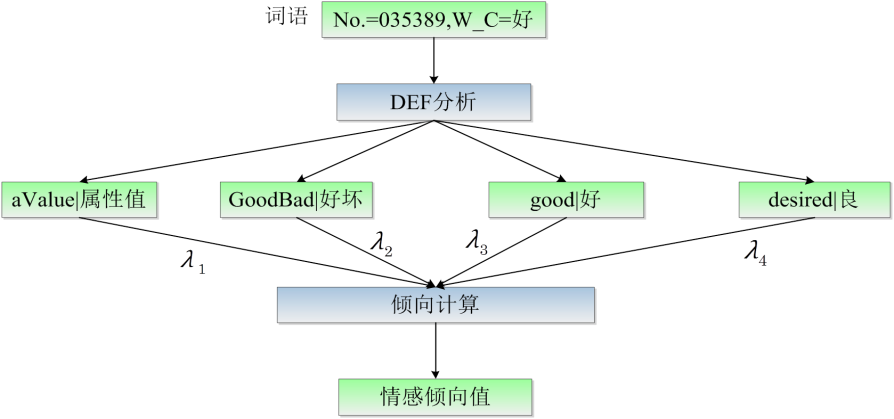 词语
No.=035389,W_C=好
DEF分析
aValue|属性值
GoodBad|好坏
good|好
desired|良
λ1
λ2
λ3
λ4
倾向计算
情感倾向值